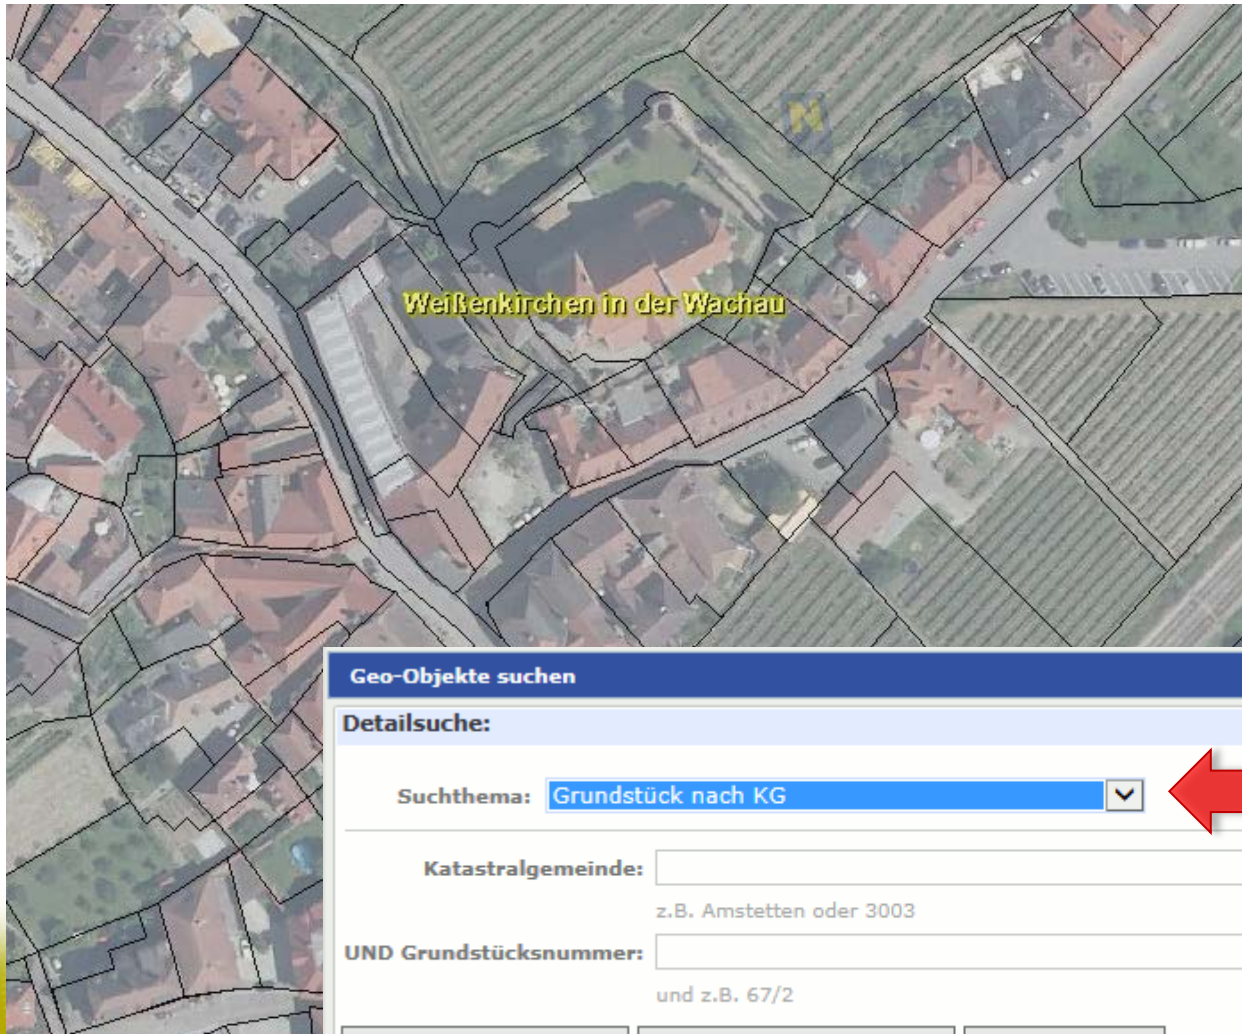 N
Weißenkirchen in der Wachau
Geo-Objekte suchen
Detailsuche:
Suchthema: Grundstück nach KG
Katastralgemeinde:
z.B. Amstetten oder 3003
UND Grundstücksnummer:
und z.B. 67/2